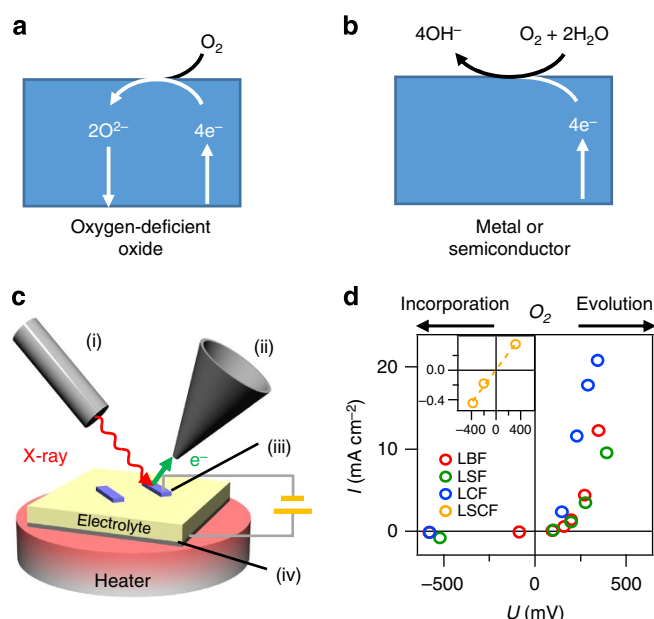 a
O₂
2O²⁻
4e⁻
Oxygen-deficient
oxide
b
4OH⁻
O₂ + 2H₂O
4e⁻
Metal or
semiconductor
c
(i)
(ii)
X-ray
e⁻
(iii)
Electrolyte
Heater
(iv)
d
Incorporation
O₂
Evolution
20
10
0
I (mA cm⁻²)
0.0
−0.4
−400
0
400
LBF
LSF
LCF
LSCF
−500
0
500
U (mV)